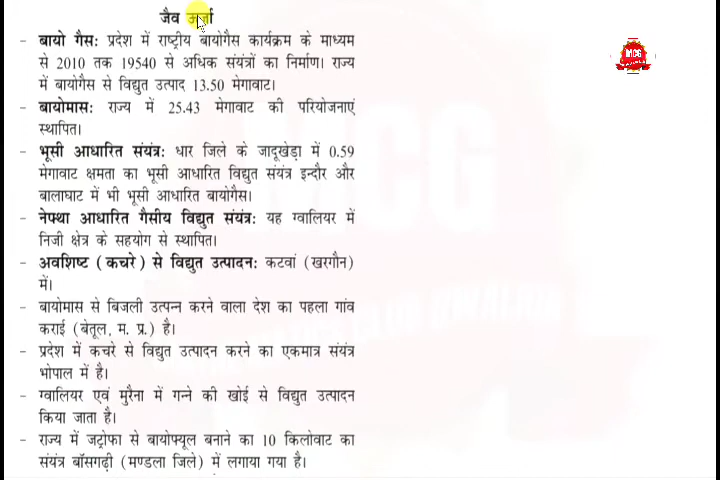 जैव ऊर्जा
- बायो गैसः प्रदेश में राष्ट्रीय बायोगैस कार्यक्रम के माध्यम
से 2010 तक 19540 से अधिक संयंत्रों का निर्माण। राज्य
में बायोगैस से विद्युत उत्पाद 13.50 मेगावाट।
- बायोमासः राज्य में 25.43 मेगावाट की परियोजनाएं
स्थापित।
- भूसी आधारित संयंत्रः धार जिले के जादूखेड़ा में 0.59
मेगावाट क्षमता का भूसी आधारित विद्युत संयंत्र इन्दौर और
बालाघाट में भी भूसी आधारित बायोगैस।
- नेफ्था आधारित गैसीय विद्युत संयंत्रः यह ग्वालियर में
निजी क्षेत्र के सहयोग से स्थापित।
- अवशिष्ट (कचरे) से विद्युत उत्पादनः कटवां (खरगौन)
में।
- बायोमास से बिजली उत्पन्न करने वाला देश का पहला गांव
कराई (बेतूल, म. प्र.) है।
- प्रदेश में कचरे से विद्युत उत्पादन करने का एकमात्र संयंत्र
भोपाल में है।
- ग्वालियर एवं मुरैना में गन्ने की खोई से विद्युत उत्पादन
किया जाता है।
- राज्य में जट्रोफा से बायोफ्यूल बनाने का 10 किलोवाट का
संयंत्र बॉसगढ़ी (मण्डला जिले) में लगाया गया है।
MCG
MCG